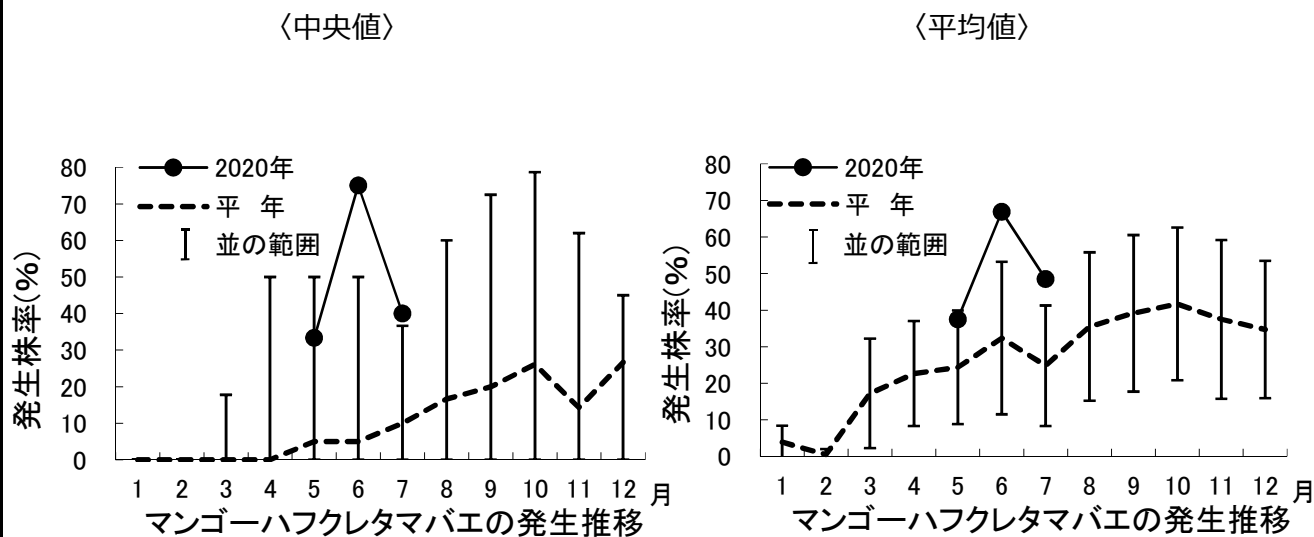 〈中央値〉
80
70
60
50
40
30
20
10
0
発生株率(%)
2020年
平 年
並の範囲
1 2 3 4 5 6 7 8 9 10 11 12 月
マンゴーハフクレタマバエの発生推移
〈平均値〉
80
70
60
50
40
30
20
10
0
発生株率(%)
2020年
平 年
並の範囲
1 2 3 4 5 6 7 8 9 10 11 12 月
マンゴーハフクレタマバエの発生推移